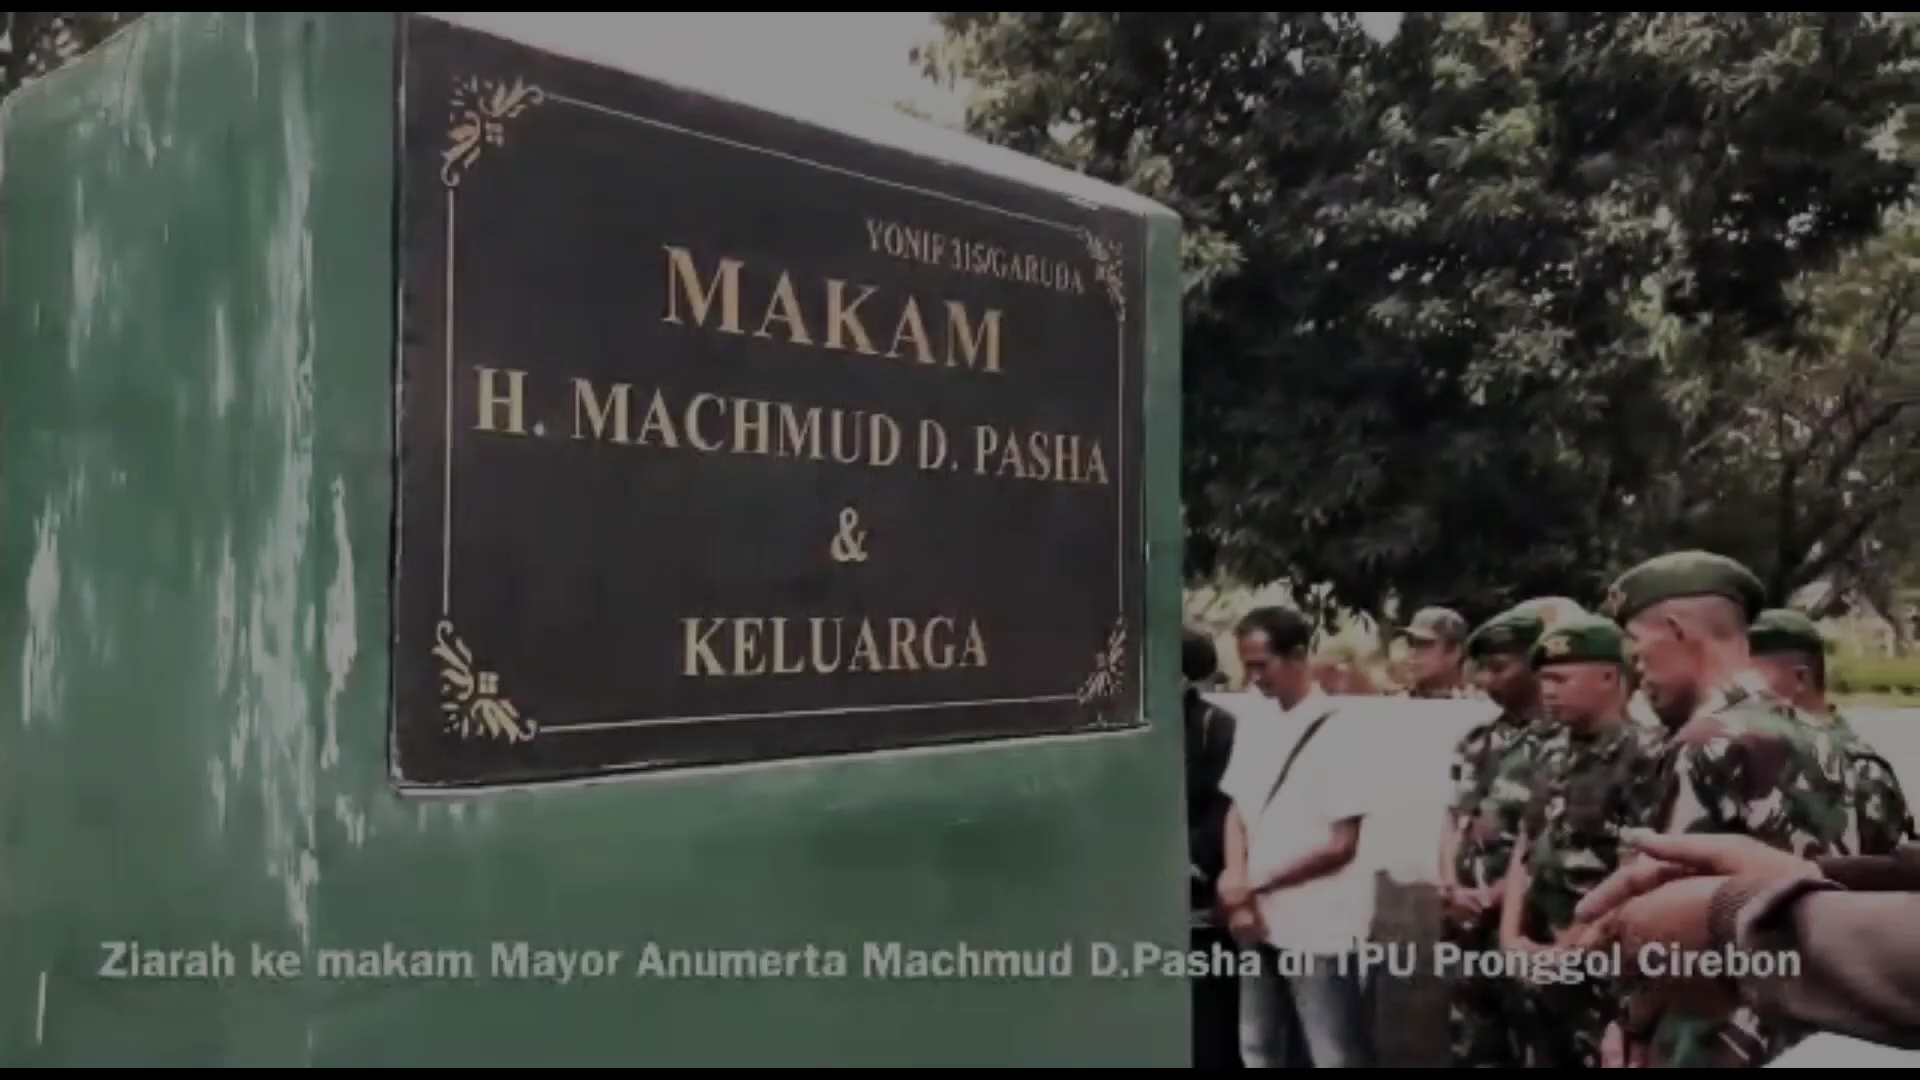 YONIF 315/GARUDA
MAKAM
H. MACHMUD D. PASHA
&
KELUARGA
Ziarah ke makam Mayor Anumerta Machmud D.Pasha di TPU Pronggol Cirebon